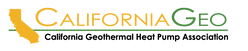 CALIFORNIAGEO
California Geothermal Heat Pump Association